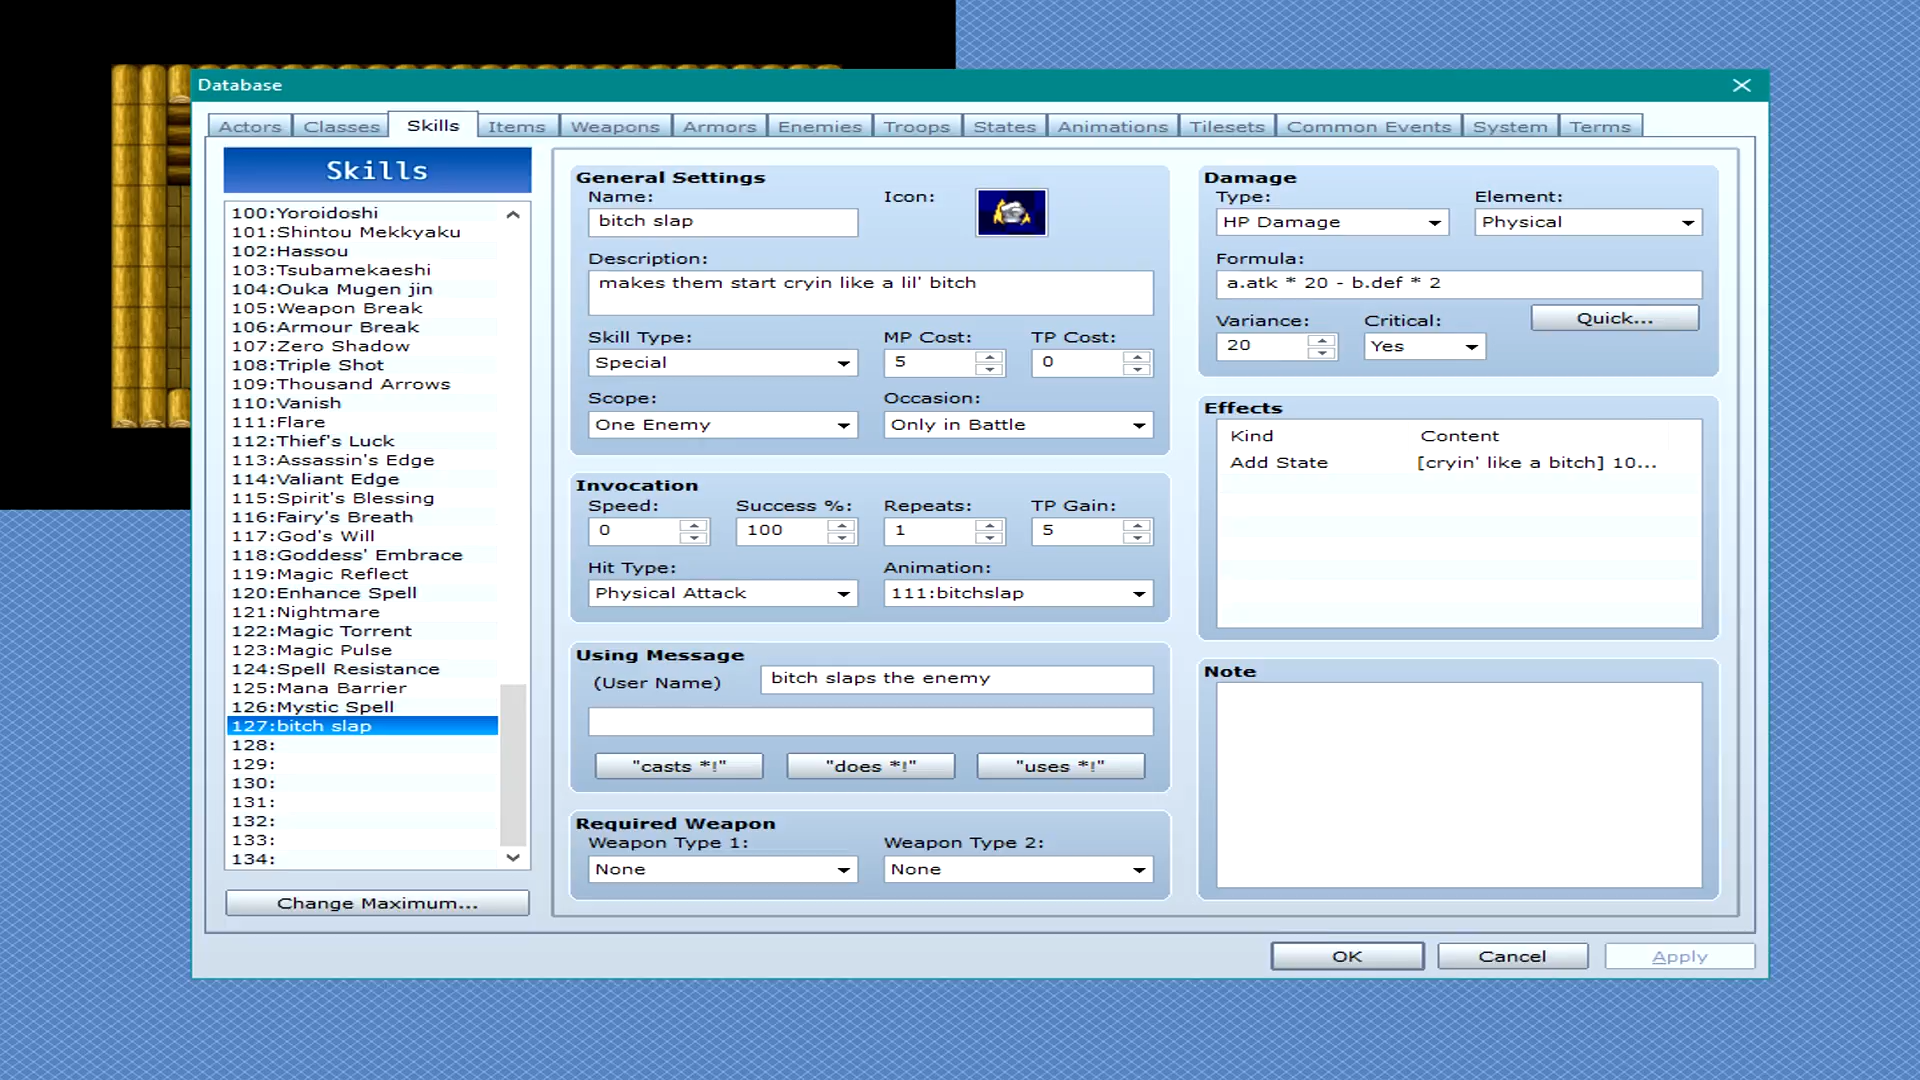 Database
Actors Classes Skills Items Weapons Armors Enemies Troops States Animations Tilesets Common Events System Terms
Skills
100:Yoroidoshi
101:Shintou Mekkyaku
102:Hassou
103:Tsubamekaeshi
104:Ouka Mugen jin
105:Weapon Break
106:Armour Break
107:Zero Shadow
108:Triple Shot
109:Thousand Arrows
110:Vanish
111:Flare
112:Thief's Luck
113:Assassin's Edge
114:Valiant Edge
115:Spirit's Blessing
116:Fairy's Breath
117:God's Will
118:Goddess' Embrace
119:Magic Reflect
120:Enhance Spell
121:Nightmare
122:Magic Torrent
123:Magic Pulse
124:Spell Resistance
125:Mana Barrier
126:Mystic Spell
127:bitch slap
128:
129:
130:
131:
132:
133:
134:
Change Maximum...
General Settings
Name: Icon:
bitch slap
Description:
makes them start cryin like a lil' bitch
Skill Type: MP Cost: TP Cost:
Special 5 0
Scope: Occasion:
One Enemy Only in Battle
Invocation
Speed: Success %: Repeats: TP Gain:
0 100 1 5
Hit Type: Animation:
Physical Attack 111:bitchslap
Using Message
(User Name) bitch slaps the enemy
"casts *!" "does *!" "uses *!"
Required Weapon
Weapon Type 1: Weapon Type 2:
None None
Damage
Type: Element:
HP Damage Physical
Formula:
a.atk * 20 - b.def * 2
Variance: Critical: Quick...
20 Yes
Effects
Kind Content
Add State [cryin' like a bitch] 10...
Note
OK Cancel Apply